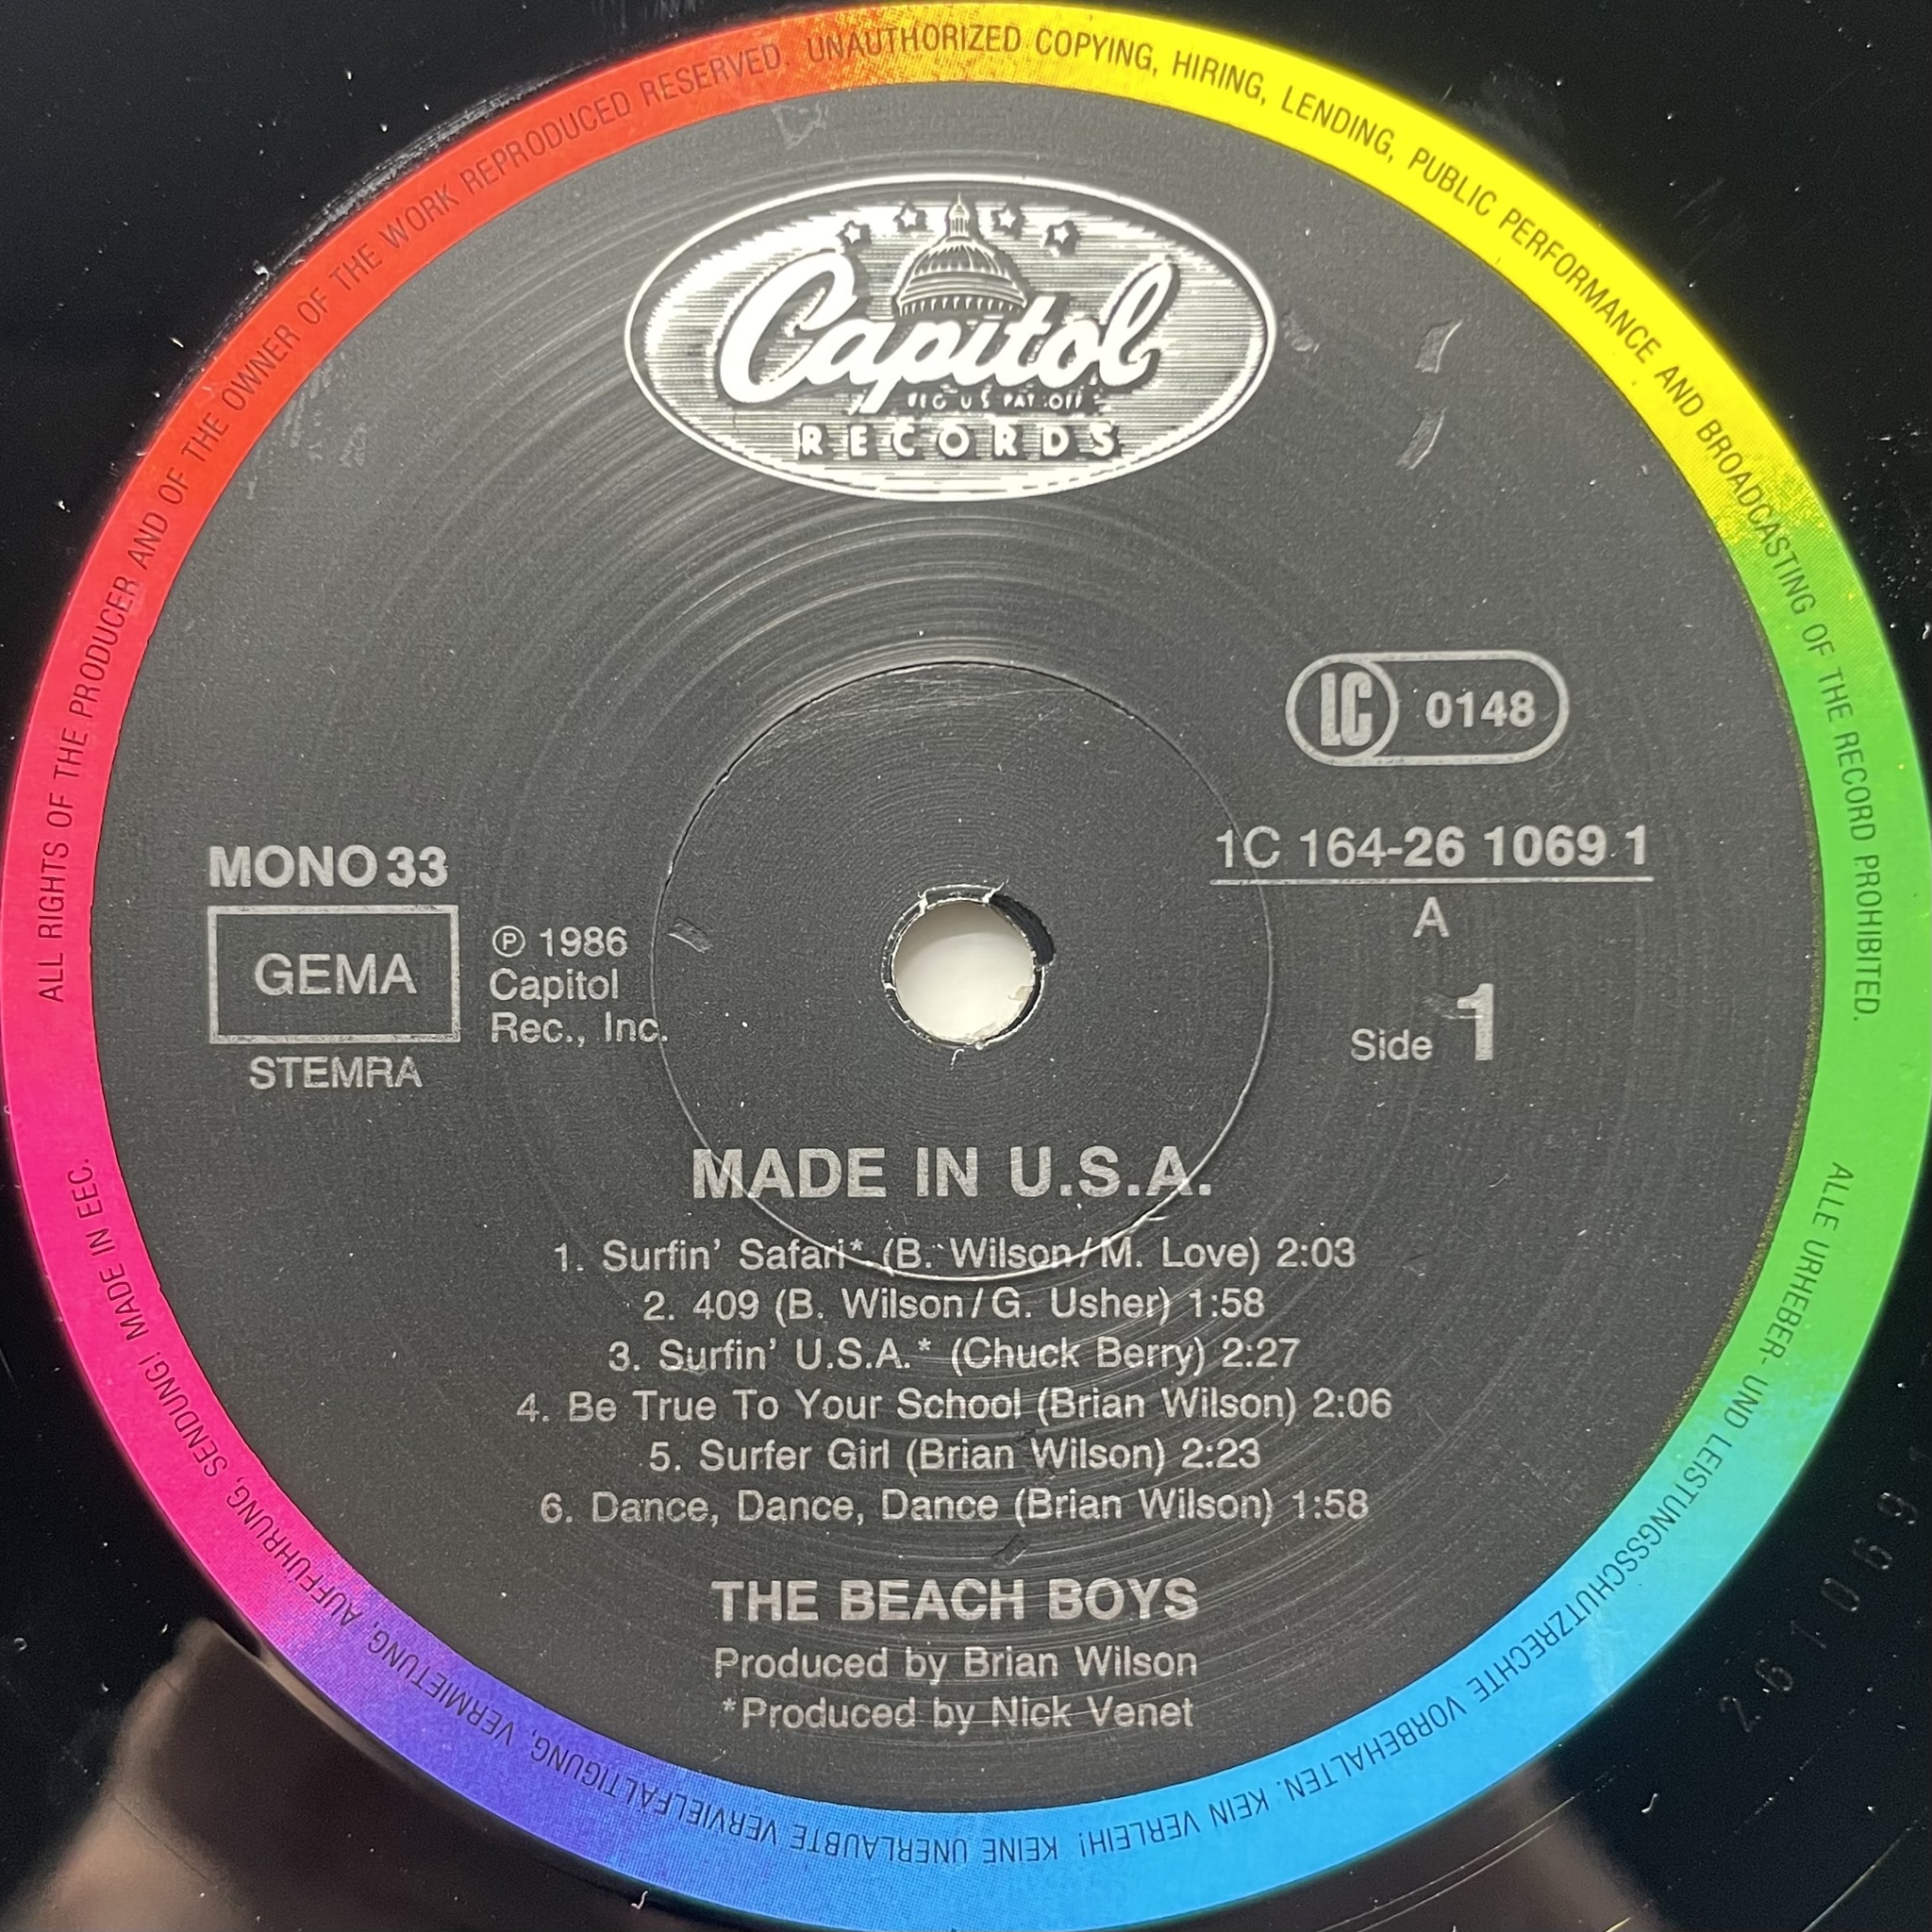 ALL RIGHTS OF THE PRODUCER AND OF THE OWNER OF THE WORK REPRODUCED RESERVED. UNAUTHORIZED COPYING, HIRING, LENDING, PUBLIC PERFORMANCE AND BROADCASTING OF THE RECORD PROHIBITED.
Capitol
REG US PAT OFF
RECORDS
LC 0148
MONO 33
1C 164-26 1069 1
GEMA
A
STEMRA
℗ 1986
Capitol
Rec., Inc.
Side 1
MADE IN U.S.A.
1. Surfin' Safari* (B. Wilson/M. Love) 2:03
2. 409 (B. Wilson/G. Usher) 1:58
3. Surfin' U.S.A.* (Chuck Berry) 2:27
4. Be True To Your School (Brian Wilson) 2:06
5. Surfer Girl (Brian Wilson) 2:23
6. Dance, Dance, Dance (Brian Wilson) 1:58
THE BEACH BOYS
Produced by Brian Wilson
*Produced by Nick Venet
ALLE URHEBER- UND LEISTUNGSSCHUTZRECHTE VORBEHALTEN. KEIN VERLEIH! KEINE UNERLAUBTE VERVIELFÄLTIGUNG, VERMIETUNG, AUFFÜHRUNG, SENDUNG! MADE IN EEC.
261069